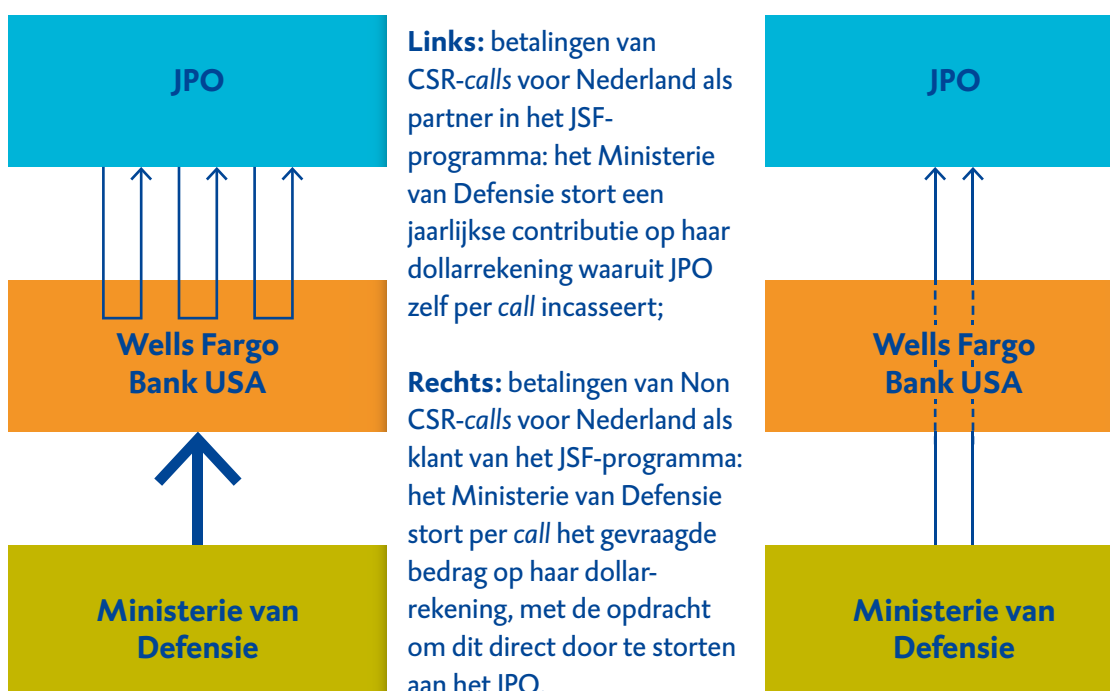 JPO
Wells Fargo
Bank USA
Ministerie van
Defensie
Links: betalingen van
CSR-calls voor Nederland als
partner in het JSF-
programma: het Ministerie
van Defensie stort een
jaarlijkse contributie op haar
dollarrekening waaruit JPO
zelf per call incasseert;
Rechts: betalingen van Non
CSR-calls voor Nederland als
klant van het JSF-programma:
het Ministerie van Defensie
stort per call het gevraagde
bedrag op haar dollar-
rekening, met de opdracht
om dit direct door te storten
aan het JPO
JPO
Wells Fargo
Bank USA
Ministerie van
Defensie